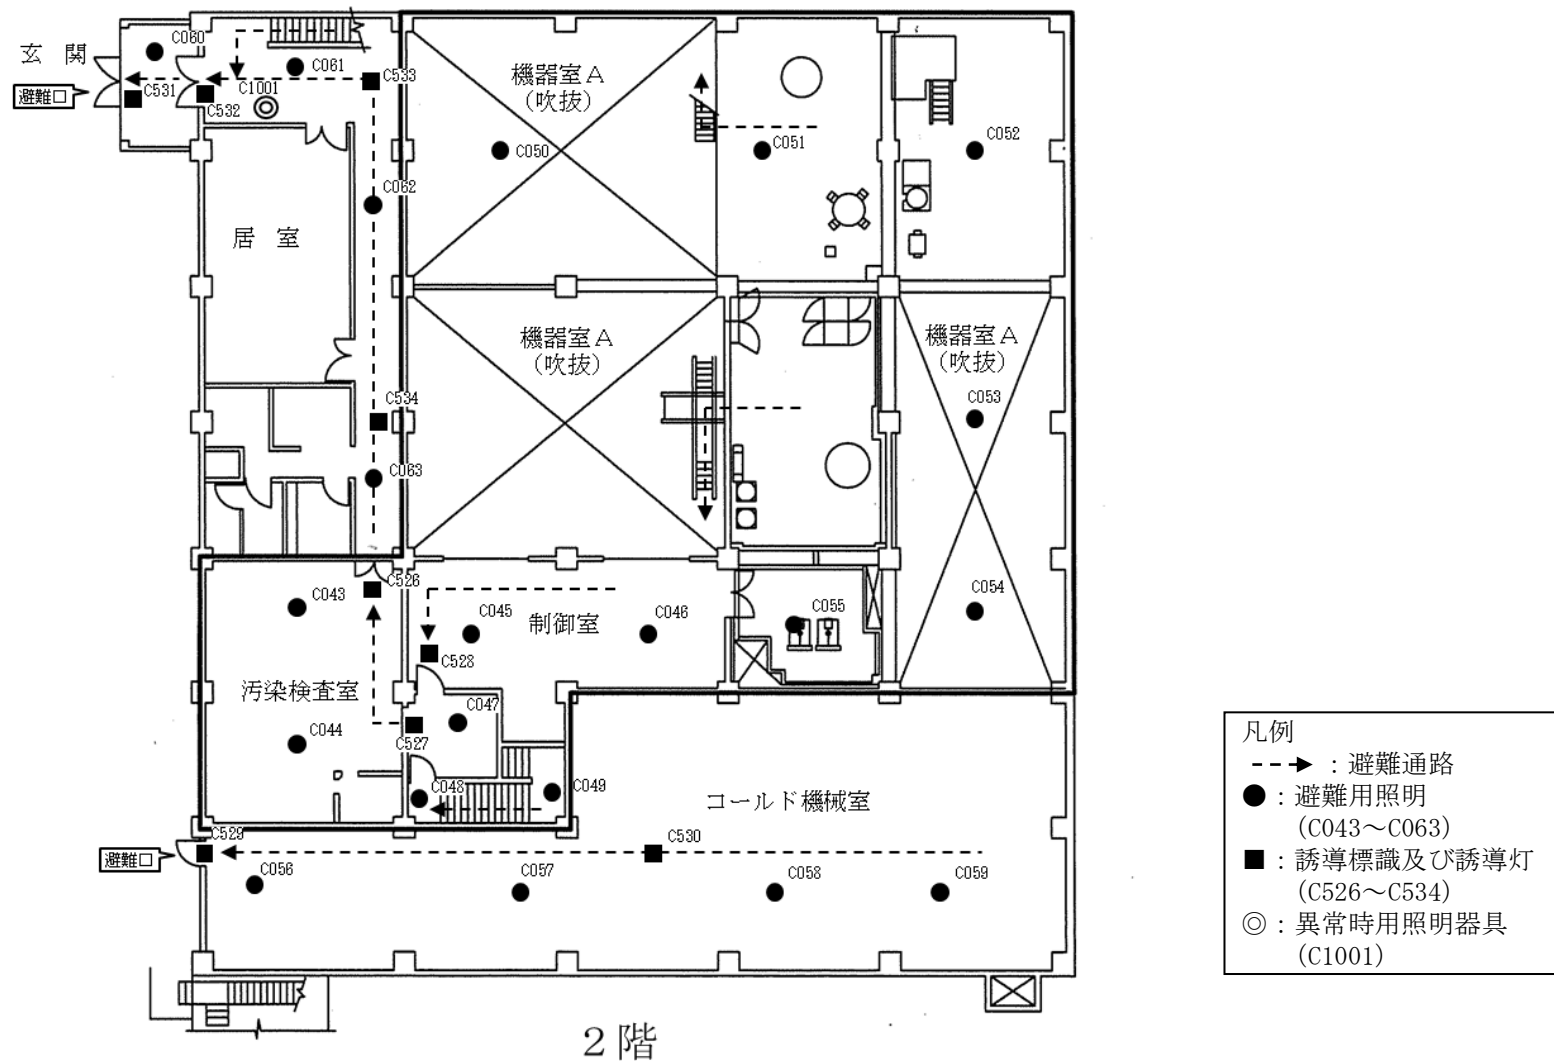 玄 関
避難口
C060
C531
C532
C061
C1001
C533
C062
居 室
C534
C063
機器室A
(吹抜)
C050
C051
C052
機器室A
(吹抜)
機器室A
(吹抜)
C053
C054
C526
C043
C045
制御室
C046
C055
C528
汚染検査室
C044
C527
C047
C048
C049
コールド機械室
避難口
C529
C530
C056
C057
C058
C059
2階
凡例
：避難通路
●：避難用照明
(C043～C063)
■：誘導標識及び誘導灯
(C526～C534)
◎：異常時用照明器具
(C1001)